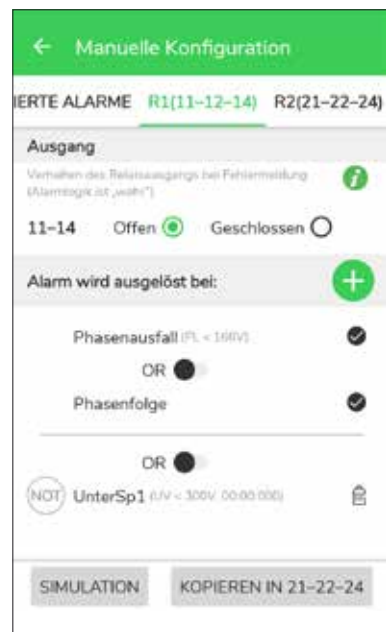 Manuelle Konfiguration
IERTE ALARME R1(11–12–14) R2(21–22–24)
Ausgang
Verhalten des Relaisausgangs bei Fehlermeldung
(Alarmlogik ist „wahr“)
11–14 Offen Geschlossen
Alarm wird ausgelöst bei:
Phasenausfall (PL < 166V)
OR
Phasenfolge
OR
NOT UnterSp1 (UV < 300V, 00:00:000)
SIMULATION KOPIEREN IN 21–22–24